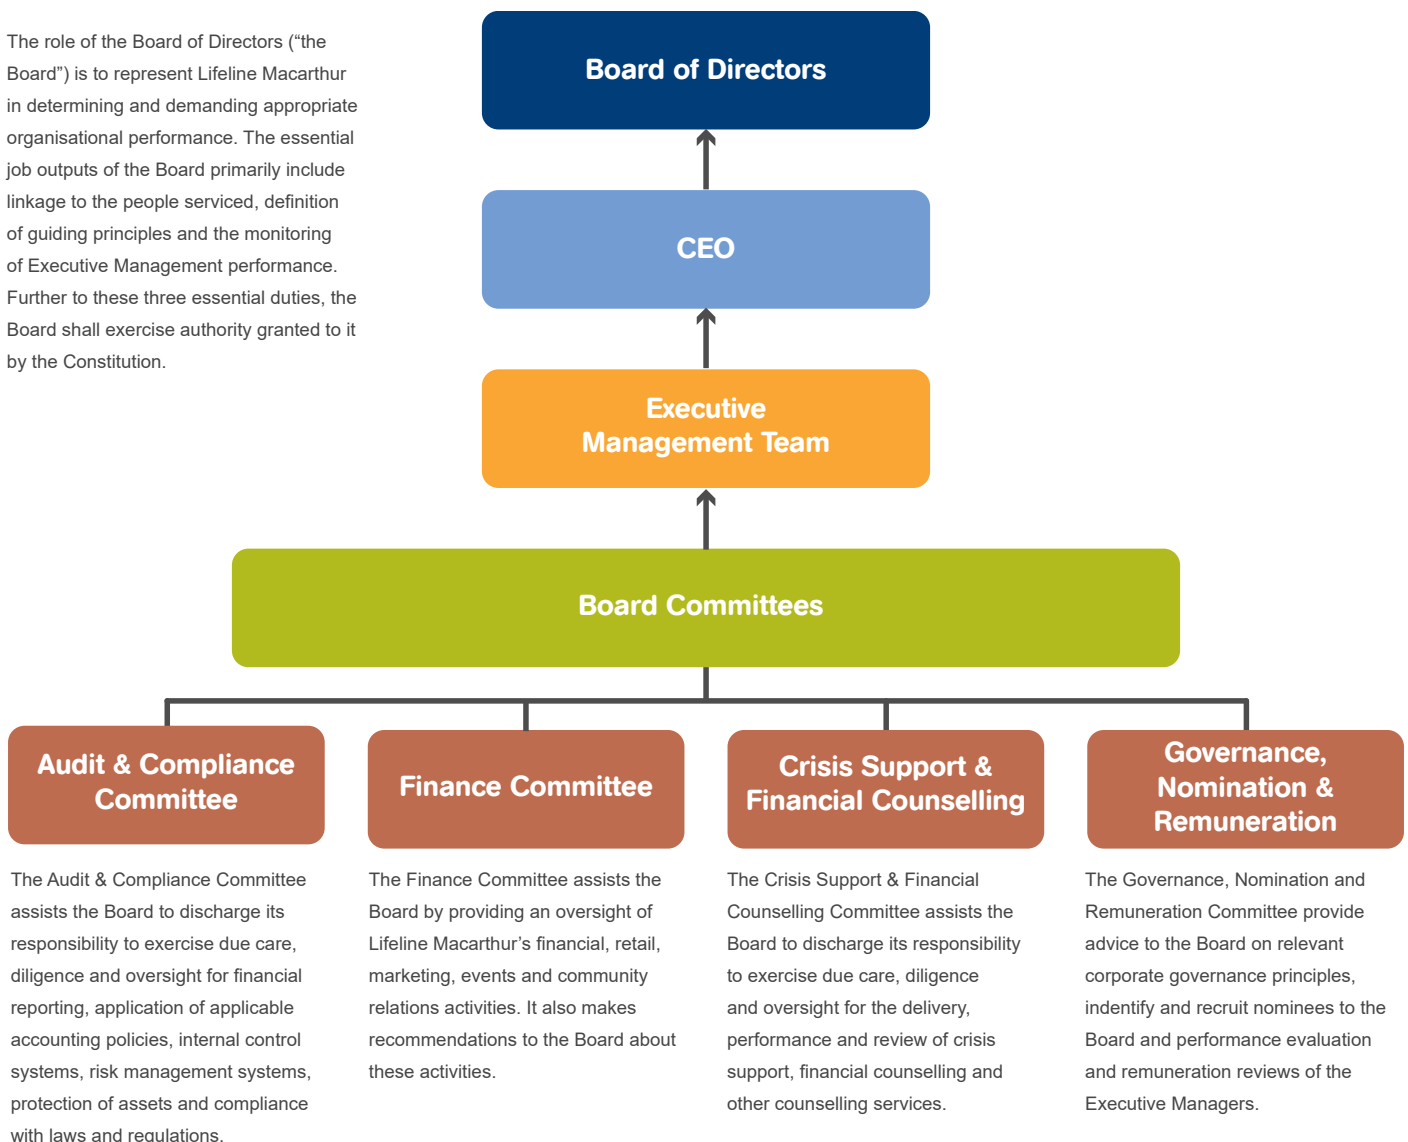 The role of the Board of Directors (“the
Board”) is to represent Lifeline Macarthur
in determining and demanding appropriate
organisational performance. The essential
job outputs of the Board primarily include
linkage to the people serviced, definition
of guiding principles and the monitoring
of Executive Management performance.
Further to these three essential duties, the
Board shall exercise authority granted to it
by the Constitution.
Board of Directors
CEO
Executive
Management Team
Board Committees
Audit & Compliance
Committee
The Audit & Compliance Committee
assists the Board to discharge its
responsibility to exercise due care,
diligence and oversight for financial
reporting, application of applicable
accounting policies, internal control
systems, risk management systems,
protection of assets and compliance
with laws and regulations.
Finance Committee
The Finance Committee assists the
Board by providing an oversight of
Lifeline Macarthur’s financial, retail,
marketing, events and community
relations activities. It also makes
recommendations to the Board about
these activities.
Crisis Support &
Financial Counselling
The Crisis Support & Financial
Counselling Committee assists the
Board to discharge its responsibility
to exercise due care, diligence
and oversight for the delivery,
performance and review of crisis
support, financial counselling and
other counselling services.
Governance,
Nomination &
Remuneration
The Governance, Nomination and
Remuneration Committee provide
advice to the Board on relevant
corporate governance principles,
indentify and recruit nominees to the
Board and performance evaluation
and remuneration reviews of the
Executive Managers.